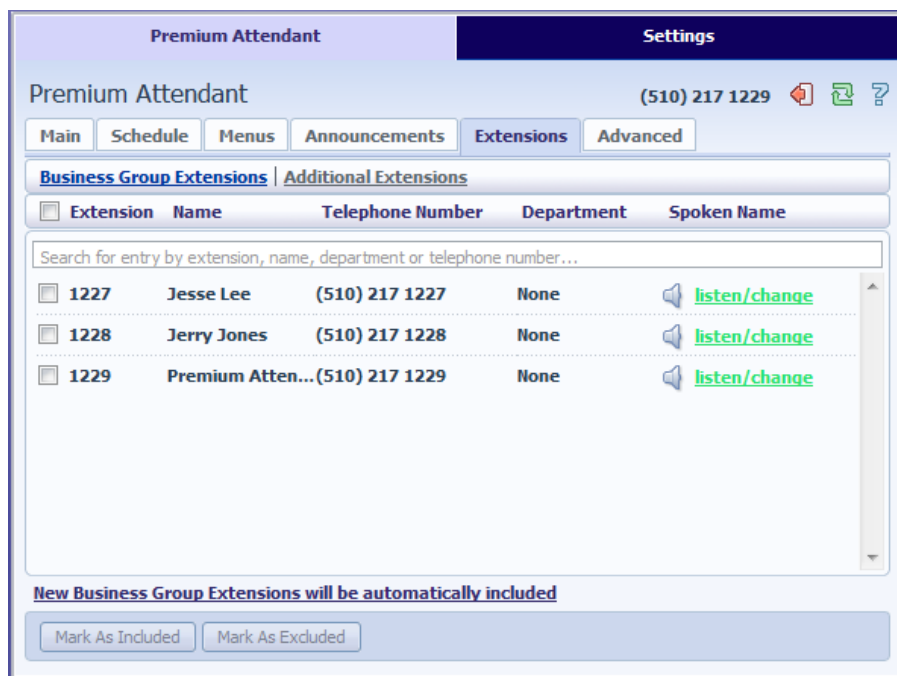 Premium Attendant Settings
Premium Attendant (510) 217 1229
Main Schedule Menus Announcements Extensions Advanced
Business Group Extensions | Additional Extensions
Extension Name Telephone Number Department Spoken Name
Search for entry by extension, name, department or telephone number...
1227 Jesse Lee (510) 217 1227 None listen/change
1228 Jerry Jones (510) 217 1228 None listen/change
1229 Premium Atten... (510) 217 1229 None listen/change
New Business Group Extensions will be automatically included
Mark As Included Mark As Excluded